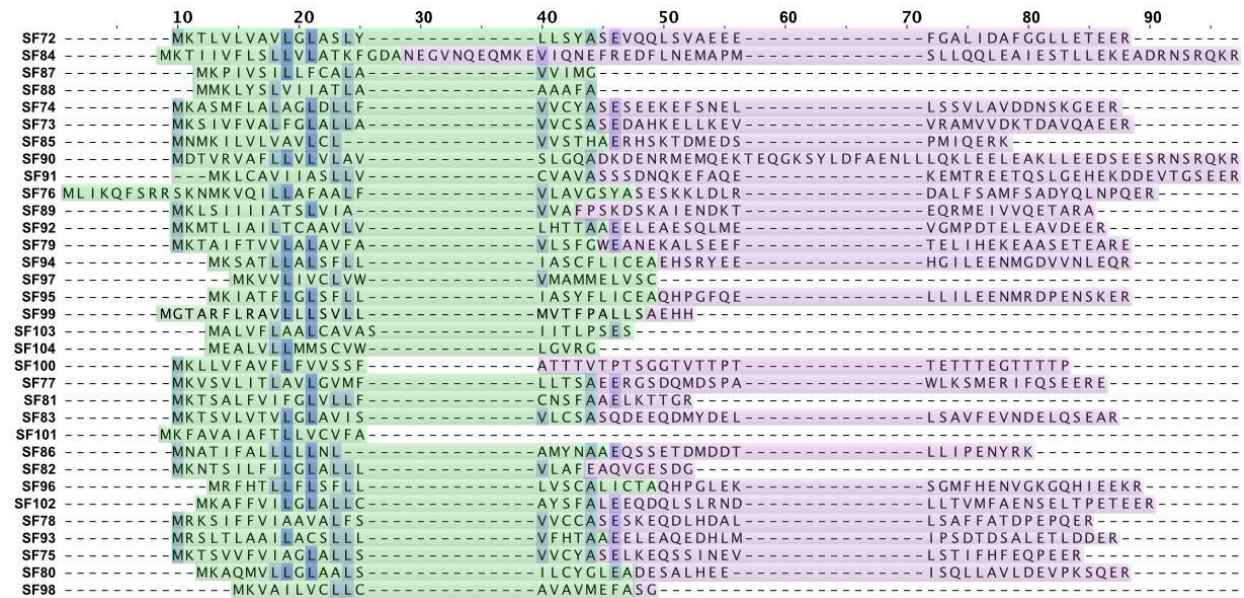 10 20 30 40 50 60 70 80 90
SF72 ---------MKTLVLVAVLGLASLY--------------LLSYASEVQQLSVAEEE---------------FGALIDAFGGLLETEER---------
SF84 --------MKTIIVFLSLVLATKFGDANEGVNQEQMKEVIQNEFREDFLNEMAPM---------------SLLQQLEAIESTLLEKEADRNSRQKR
SF87 -----------MKPIVSILLFCALA--------------VVIMG-----------------------------------------------------
SF88 -----------MMKLYSLVIIATLA--------------AAAFA-----------------------------------------------------
SF74 ---------MKASMFLALAGLDLLF--------------VVCYASESEEKEFSNEL---------------LSSVLAVDDNSKGEER----------
SF73 ---------MKSIVFVALFGLALLA--------------VVCSASEDAHKELLKEV---------------VRAMVVDKTDAVQAEER---------
SF85 ---------MNMKILVLVAVLCL----------------VVSTHAERHSKTDMEDS---------------PMIQERK-------------------
SF90 ---------MDTVRVAFLLVLVLAV--------------SLGQADKDENRMEMQEKTEQGKSYLDFAENLLLQKLEELEAKLLEEDSEESRNSRQKR
SF91 ---------MKLCAVIIASLLV-----------------CVAVASSDNQKEFAQE----------------KEMTREETQSLGEHEKDDEVTGSEER
SF76 MLIKQFSRRSKNMKVQILLAFAALF--------------VLAVGSYASESKKLDLR---------------DALFSAMFSADYQLNPQER-------
SF89 ---------MKLSIIIIATSLVIA---------------VVAFPSKDSKAIENDKT---------------EQRMEIVVQETARA------------
SF92 ---------MKMTLIAILTCAAVLV--------------LHTTAAEELEAESQLME---------------VGMPDTELEAVDEER-----------
SF79 ---------MKTAIFTVVLALAVFA--------------VLSFGWEANEKALSEEF---------------TELIHEKEAASETEARE---------
SF94 ------------MKSATLLALSFLL--------------IASCFLICEAEHSRYEE---------------HGILEENMGDVVNLEQR---------
SF97 --------------MKVVLIVCLVW--------------VMAMMELVSC------------------------------------------------
SF95 ------------MKIATFLGLSFLL--------------IASYFLICEAQHPGFQE---------------LLILEENMRDPENSKER---------
SF99 --------MGTARFLRAVLLLSVLL--------------MVTFPALLSAEHH---------------------------------------------
SF103 ------------MALVFLAALCAVAS-------------IITLPSES--------------------------------------------------
SF104 ------------MEALVLLMMSCVW--------------LGVRG-----------------------------------------------------
SF100 ---------MKLLVFAVFLFVVSSF--------------ATTTVTPTSGGTVTTPT---------------TETTTEGTTTTP--------------
SF77 ---------MKVSVLITLAVLGVMF--------------LLTSAEERGSDQMDSPA---------------WLKSMERIFQSEERE-----------
SF81 ---------MKTSALFVIFGLVLLF--------------CNSFAAELKTTGR---------------------------------------------
SF83 ---------MKTSVLVTVLGLAVIS--------------VLCSASQDEEQDMYDEL---------------LSAVFEVNDELQSEAR----------
SF101 --------MKFAVAIAFTLLVCVFA------------------------------------------------------------------------
SF86 ---------MNATIFALLLLLNL----------------AMYNAAEQSSETDMDDT---------------LLIPENYRK-----------------
SF82 ---------MKNTSILFILGLALLL--------------VLAFEAQVGESDG---------------------------------------------
SF96 ------------MRFHTLLFLSFLL--------------LVSCALICTAQHPGLEK---------------SGMFHENVGKGQHIEEKR--------
SF102 -----------MKAFFVILGLALLC--------------AYSFALEEQDQLSLRND---------------LLTVMFAENSELTPETEER-------
SF78 ---------MRKSIFFVIAAVALFS--------------VVCCASESKEQDLHDAL---------------LSAFFATDPEPQER------------
SF93 ---------MRSLTLAAILACSLLL--------------VFHTAAEELEAQEDHLM---------------IPSDTDSALETLDDER----------
SF75 ---------MKTSVVFVIAGLALLS--------------VVCYASELKEQSSINEV---------------LSTIFHFEQPEER-------------
SF80 -----------MKAQMVLLGLAALS--------------ILCYGLEADESALHEE----------------ISQLLAVLDEVPKSQER---------
SF98 --------------MKVAILVCLLC--------------AVAVMEFASG------------------------------------------------